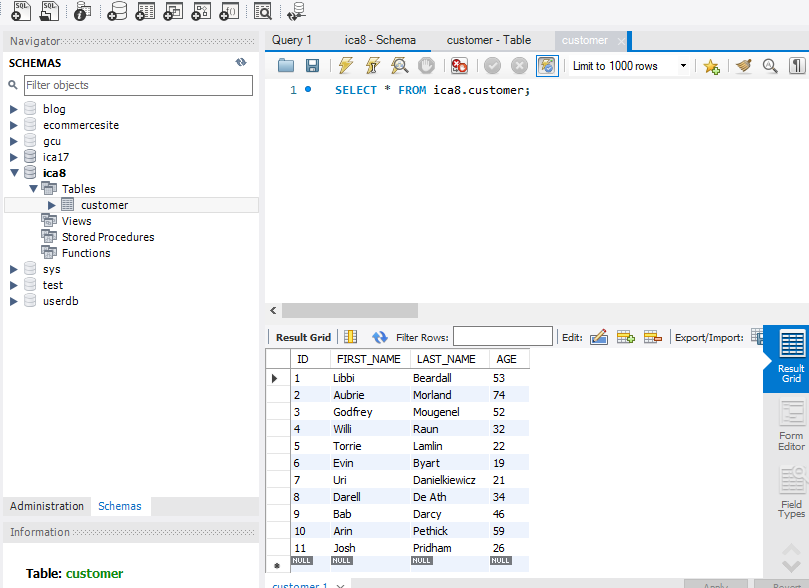 Navigator
Query 1
ica8 - Schema
customer - Table
customer
SCHEMAS
Filter objects
Limit to 1000 rows
1 SELECT * FROM ica8.customer;
blog
ecommercesite
gcu
ica17
ica8
Tables
customer
Views
Stored Procedures
Functions
sys
test
userdb
Result Grid Filter Rows: Edit: Export/Import:
ID FIRST_NAME LAST_NAME AGE
1 Libbi Beardall 53
2 Aubrie Morland 74
3 Godfrey Mougenel 52
4 Willi Raun 32
5 Torrie Lamlin 22
6 Evin Byart 19
7 Uri Danielkiewicz 21
8 Darell De Ath 34
9 Bab Darcy 46
10 Arin Pethick 59
11 Josh Pridham 26
NULL NULL NULL NULL
Result
Grid
Form
Editor
Field
Types
Administration Schemas
Information
Table: customer
customer 1
Apply
Revert